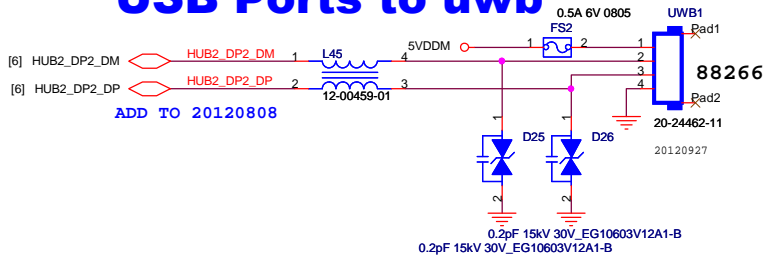 USB Ports to uwb
0.5A 6V 0805
FS2
UWB1
Pad1
5VDDM
1
2
1
[6] HUB2_DP2_DM
HUB2_DP2_DM
1
L45
4
2
[6] HUB2_DP2_DP
HUB2_DP2_DP
2
3
3
4
88266
12-00459-01
Pad2
ADD TO 20120808
20-24462-11
1
D25
1
D26
20120927
2
2
0.2pF 15kV 30V_EG10603V12A1-B
0.2pF 15kV 30V_EG10603V12A1-B